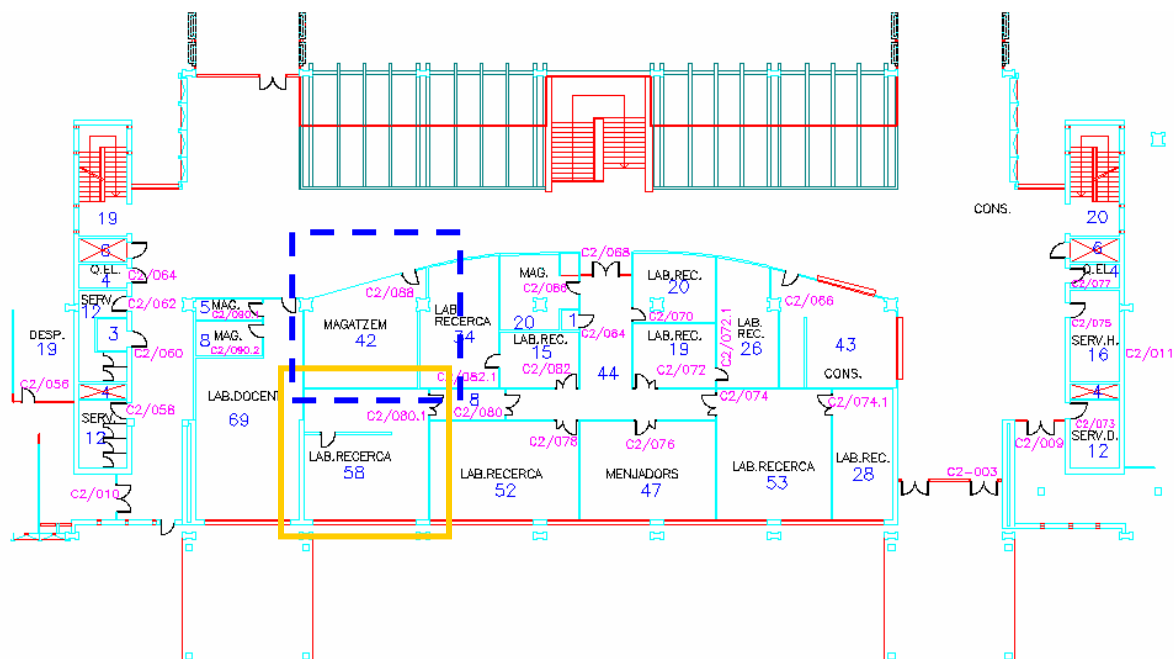 CONS.
19
20
8
6
C2/068
C2/064
Q.EL.
4
C2/088
MAG.
C2/086
LAB.REC.
20
C2/066
Q.EL.
4
C2/077
SERV.
12
C2/062
5
MAG.
C2/090.1
LAB.
RECERCA
34
20
1
C2/070
C2/075
DESP.
19
3
8
MAG.
C2/090.2
MAGATZEM
42
C2/084
LAB.REC.
15
C2/082
LAB.REC.
19
C2/072
C2/072.1
LAB.
REC.
26
43
CONS.
SERV.H.
16
C2/011
C2/060
C2/056
4
C2/058
LAB.DOCENT
69
8
C2/080
C2/080.1
44
C2/074
C2/074.1
4
SERV.
12
C2/078
C2/076
C2/009
C2/073
SERV.D.
12
LAB.RECERCA
58
LAB.RECERCA
52
MENJADORS
47
LAB.RECERCA
53
LAB.REC.
28
C2-003
C2/010